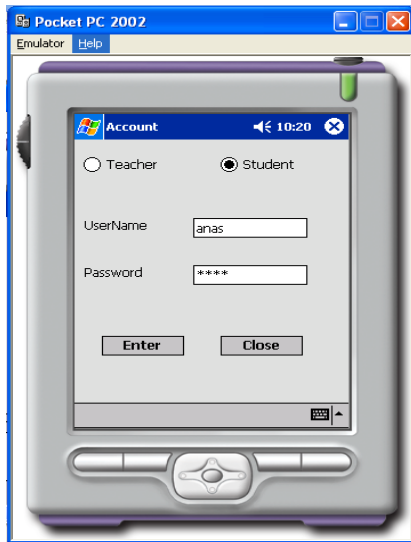 Pocket PC 2002
Emulator Help
Account 10:20
Teacher Student
UserName anas
Password ****
Enter Close